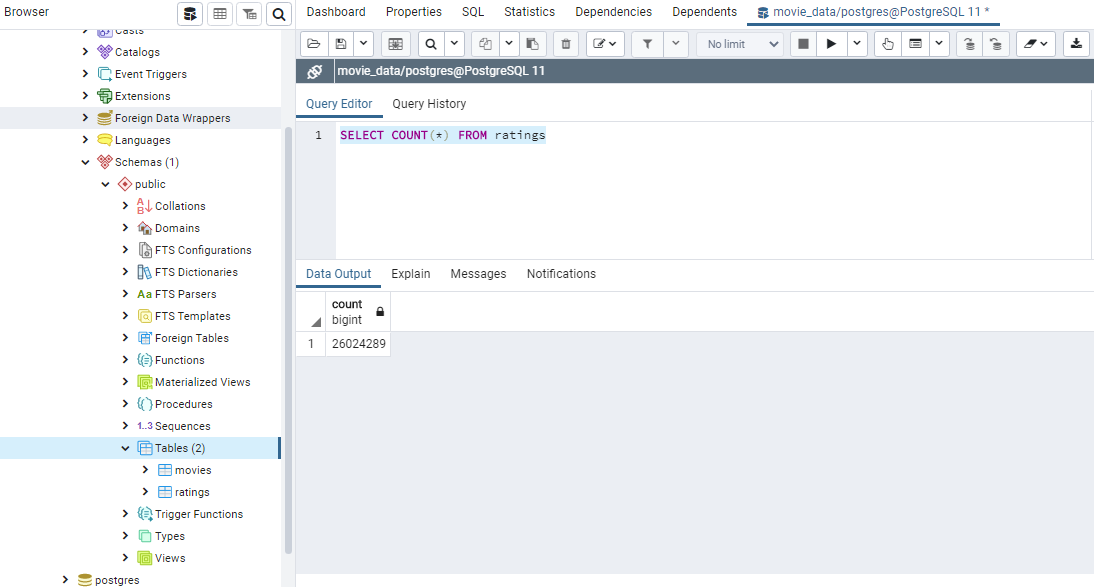 Browser
Casts
Catalogs
Event Triggers
Extensions
Foreign Data Wrappers
Languages
Schemas (1)
public
Collations
Domains
FTS Configurations
FTS Dictionaries
Aa FTS Parsers
FTS Templates
Foreign Tables
Functions
Materialized Views
Procedures
1..3 Sequences
Tables (2)
movies
ratings
Trigger Functions
Types
Views
postgres
Dashboard Properties SQL Statistics Dependencies Dependents movie_data/postgres@PostgreSQL 11 *
No limit
movie_data/postgres@PostgreSQL 11
Query Editor Query History
1 SELECT COUNT(*) FROM ratings
Data Output Explain Messages Notifications
count
bigint
1 26024289